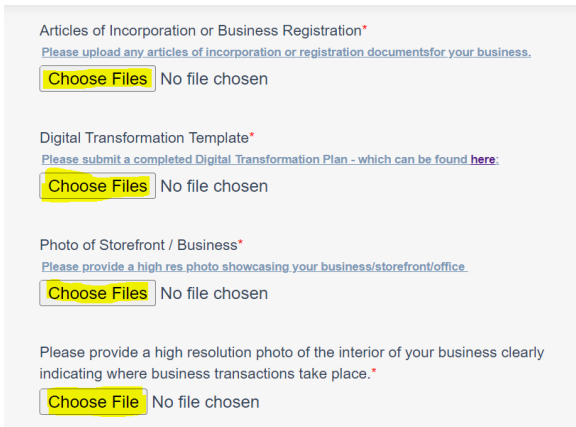 Articles of Incorporation or Business Registration*
Please upload any articles of incorporation or registration documentsfor your business.
Choose Files No file chosen
Digital Transformation Template*
Please submit a completed Digital Transformation Plan - which can be found here:
Choose Files No file chosen
Photo of Storefront / Business*
Please provide a high res photo showcasing your business/storefront/office
Choose Files No file chosen
Please provide a high resolution photo of the interior of your business clearly
indicating where business transactions take place.*
Choose File No file chosen